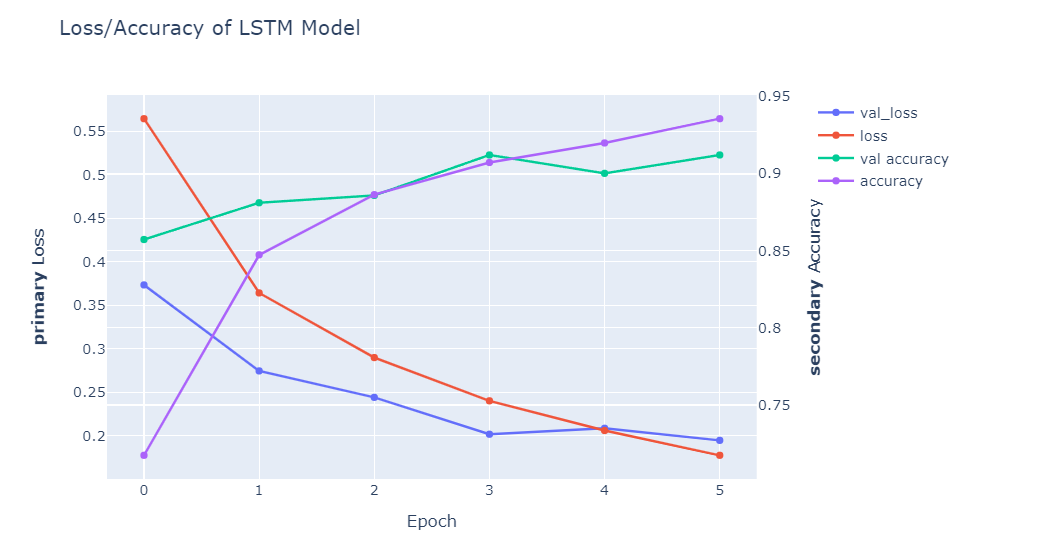 Loss/Accuracy of LSTM Model
0.95
0.9
0.85
0.8
0.75
0.55
0.5
0.45
0.4
0.35
0.3
0.25
0.2
0 1 2 3 4 5
primary Loss
secondary Accuracy
Epoch
val_loss
loss
val accuracy
accuracy